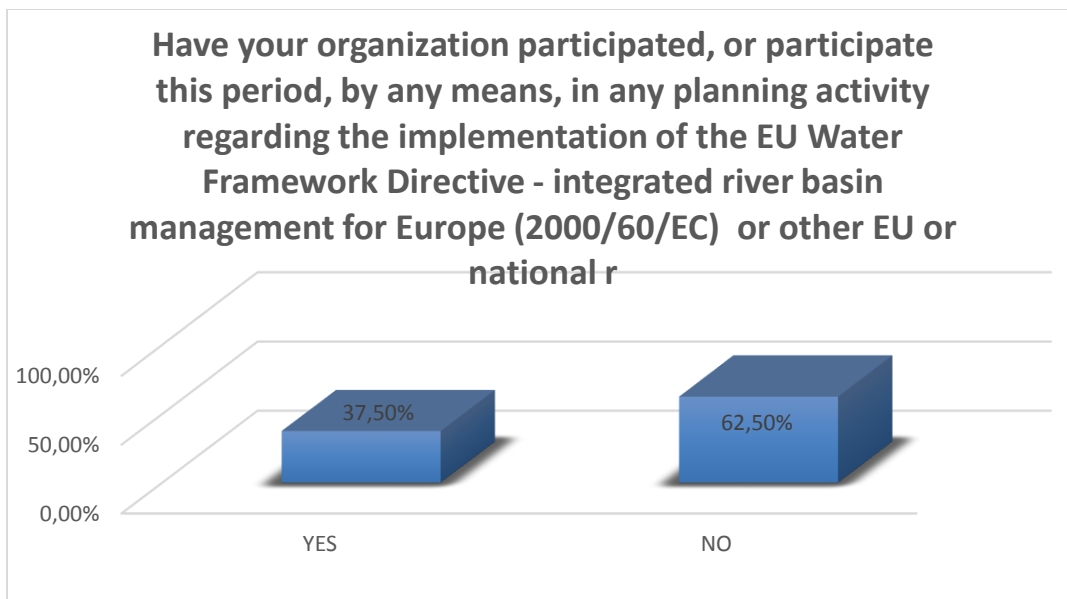 Have your organization participated, or participate
this period, by any means, in any planning activity
regarding the implementation of the EU Water
Framework Directive - integrated river basin
management for Europe (2000/60/EC)  or other EU or
national r
100,00%
50,00%
0,00%
37,50%
62,50%
YES
NO